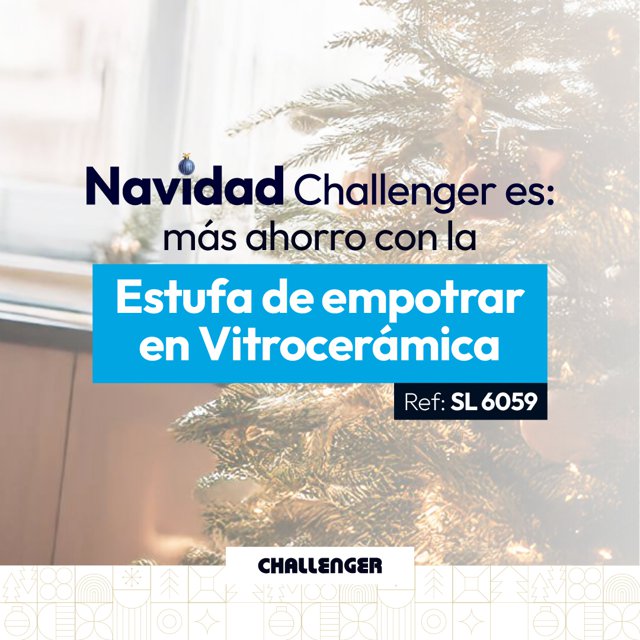 Navidad Challenger es:
más ahorro con la
Estufa de empotrar
en Vitrocerámica
Ref: SL 6059
CHALLENGER